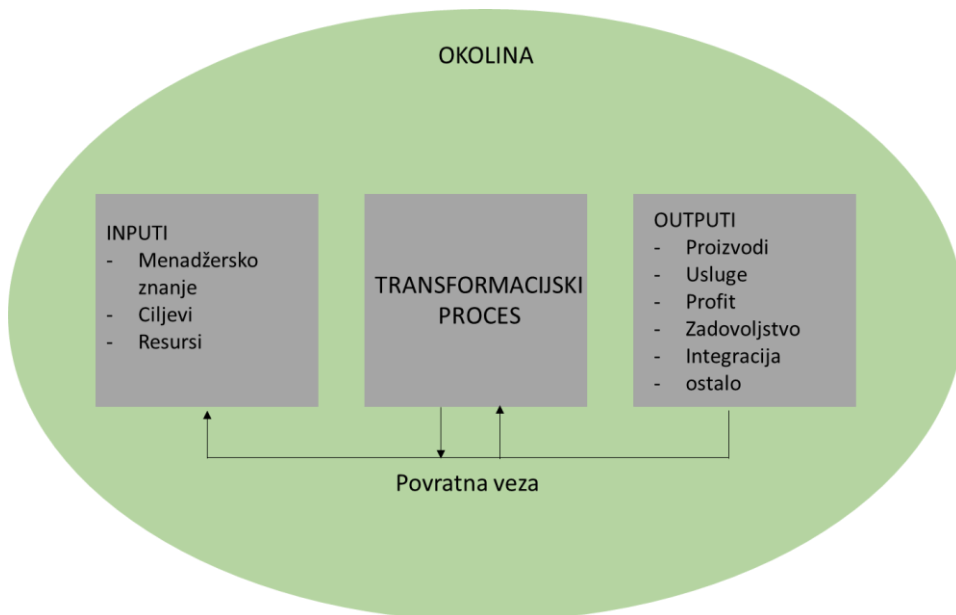 OKOLINA
INPUTI
- Menadžersko
znanje
- Ciljevi
- Resursi
TRANSFORMACIJSKI
PROCES
OUTPUTI
- Proizvodi
- Usluge
- Profit
- Zadovoljstvo
- Integracija
- ostalo
Povratna veza